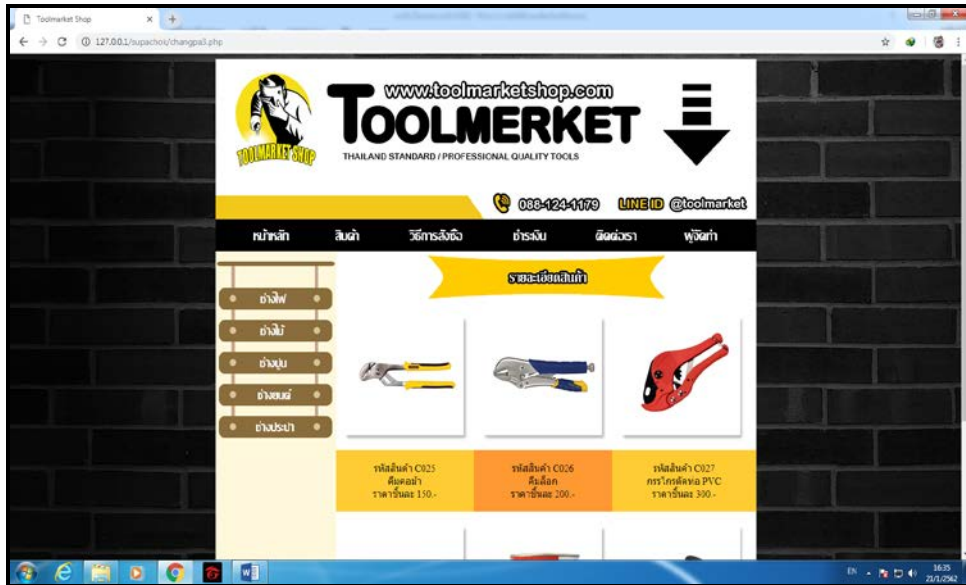 Toolmarket Shop
127.0.0.1/supachok/changpa3.php
www.toolmarketshop.com
TOOLMERKET
THAILAND STANDARD / PROFESSIONAL QUALITY TOOLS
TOOLMARKET SHOP
088-124-1179 LINE ID @toolmarket
หน้าหลัก สินค้า วิธีการสั่งซื้อ ชำระเงิน ติดต่อเรา ผู้จัดทำ
รายละเอียดสินค้า
ช่างไฟ
ช่างไม้
ช่างปูน
ช่างยนต์
ช่างประปา
รหัสสินค้า C025
คีมคอม้า
ราคาชิ้นละ 150.-
รหัสสินค้า C026
คีมล็อก
ราคาชิ้นละ 200.-
รหัสสินค้า C027
กรรไกรตัดท่อ PVC
ราคาชิ้นละ 300.-
EN
16:35
21/1/2562